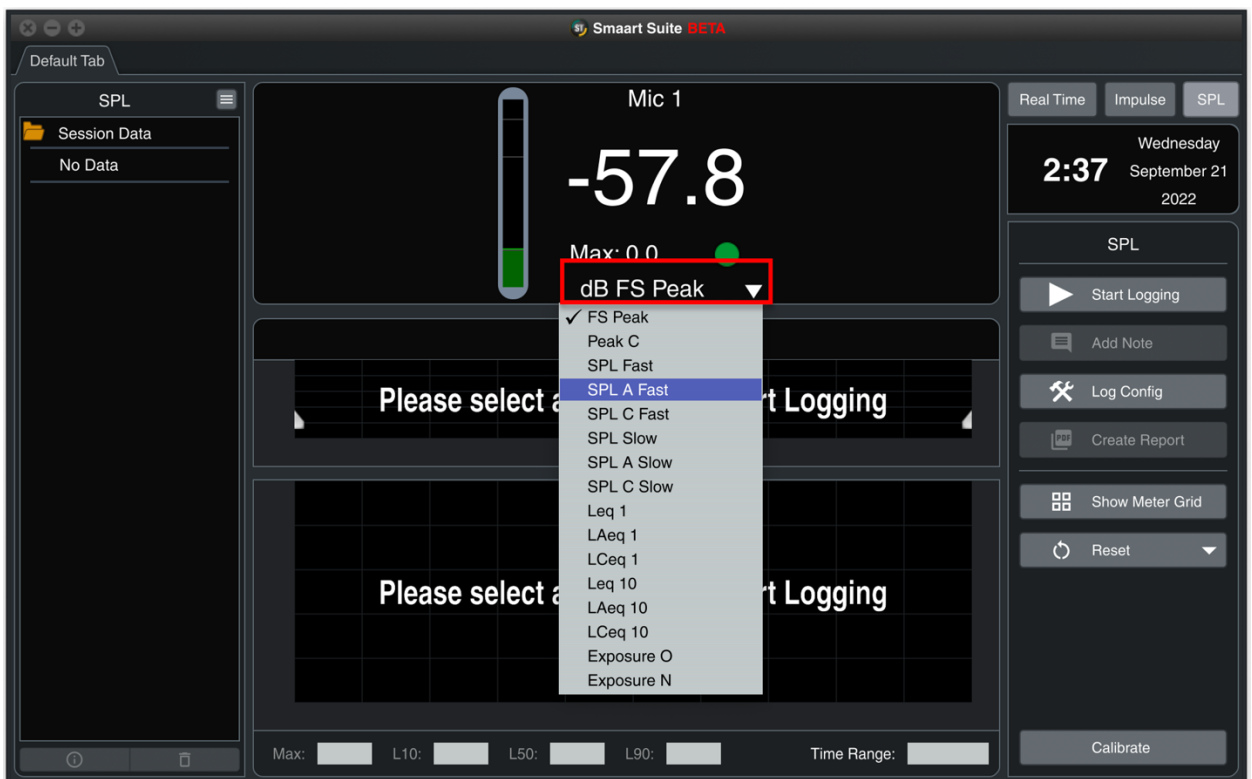 Smaart Suite BETA
Default Tab
SPL
Session Data
No Data
Mic 1
-57.8
Max: 0.0
dB FS Peak
✓ FS Peak
Peak C
SPL Fast
SPL A Fast
SPL C Fast
SPL Slow
SPL A Slow
SPL C Slow
Leq 1
LAeq 1
LCeq 1
Leq 10
LAeq 10
LCeq 10
Exposure O
Exposure N
Please select a
rt Logging
Please select a
rt Logging
Max: L10: L50: L90: Time Range:
Real Time Impulse SPL
Wednesday
2:37 September 21
2022
SPL
Start Logging
Add Note
Log Config
PDF Create Report
Show Meter Grid
Reset
Calibrate